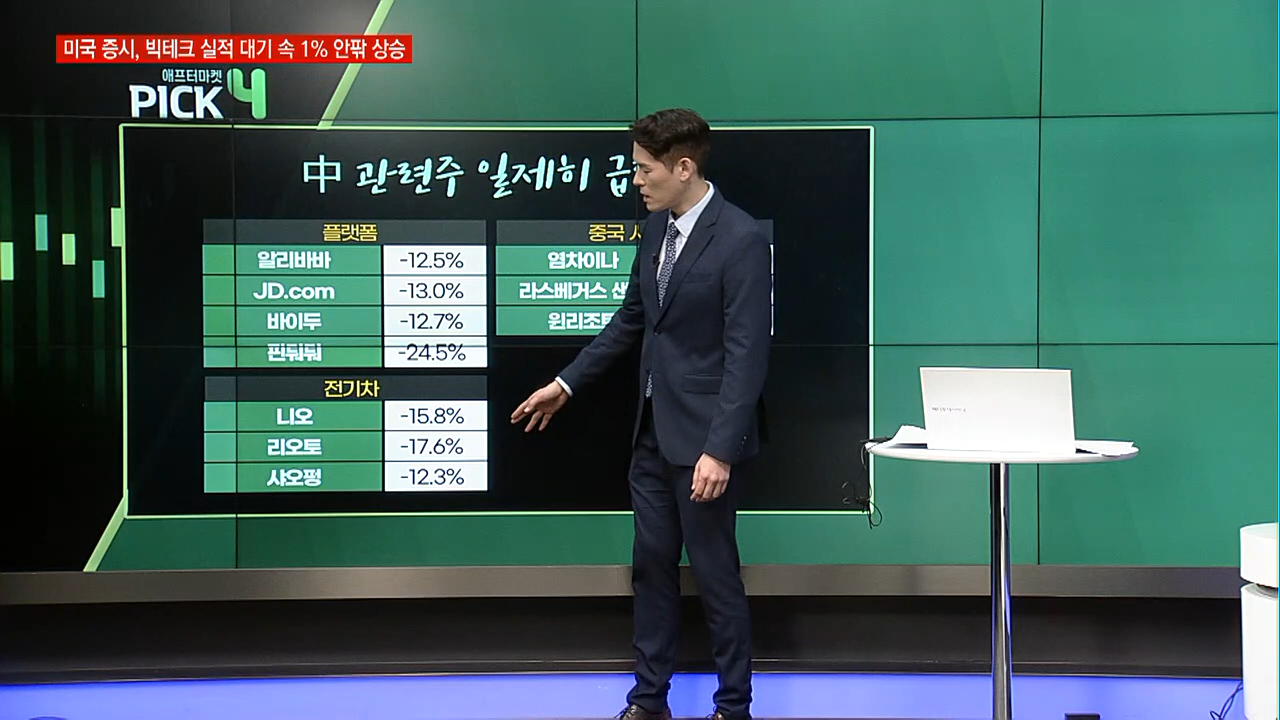 미국 증시, 빅테크 실적 대기 속 1% 안팎 상승
애프터마켓
PICK 4
中 관련주 일제히
플랫폼
알리바바 -12.5%
JD.com -13.0%
바이두 -12.7%
핀둬둬 -24.5%
전기차
니오 -15.8%
리오토 -17.6%
샤오펑 -12.3%
중국
염차이나
라스베거스
윈리조트